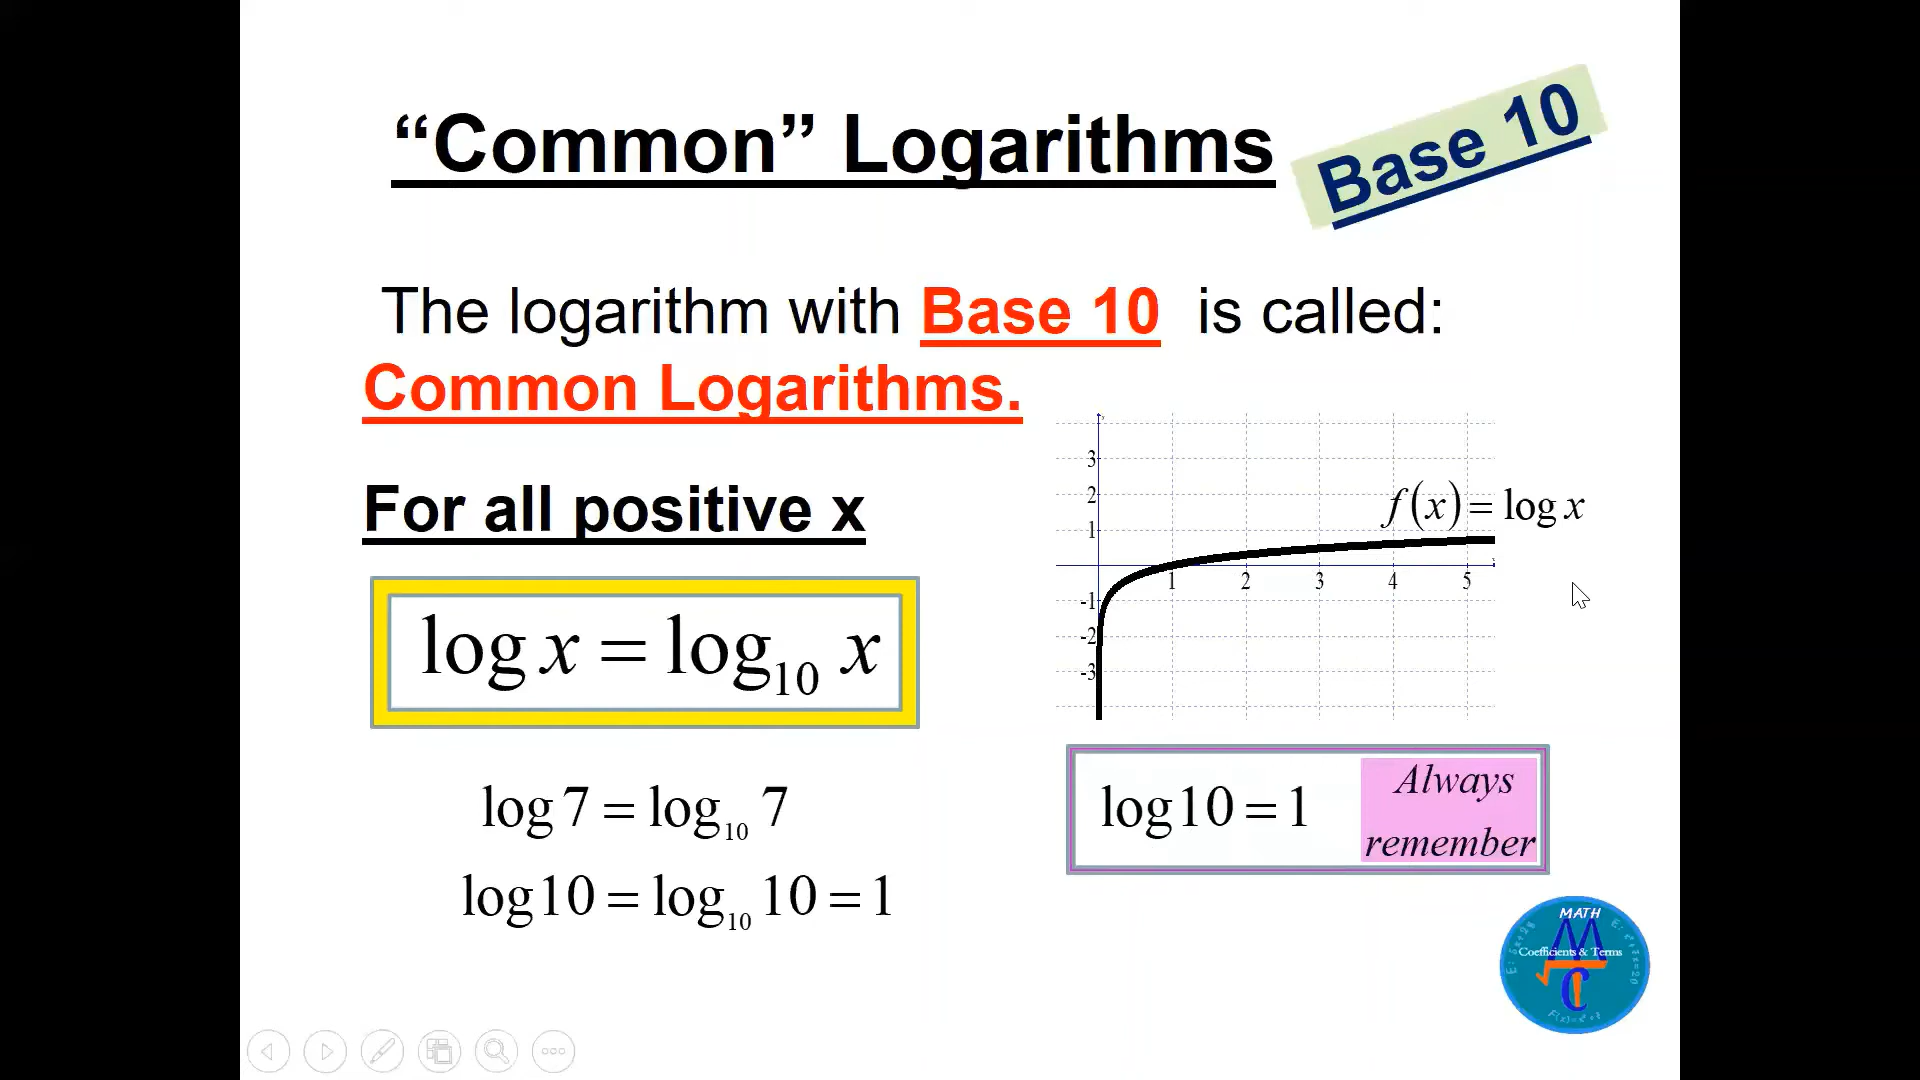 “Common” Logarithms
Base 10
The logarithm with Base 10 is called:
Common Logarithms.
For all positive x
log x = log₁₀ x
log 7 = log₁₀ 7
log 10 = log₁₀ 10 = 1
y
3
2
1
-1
-2
-3
1 2 3 4 5
x
f(x) = log x
log 10 = 1
Always
remember
MATH
Coefficients & Terms